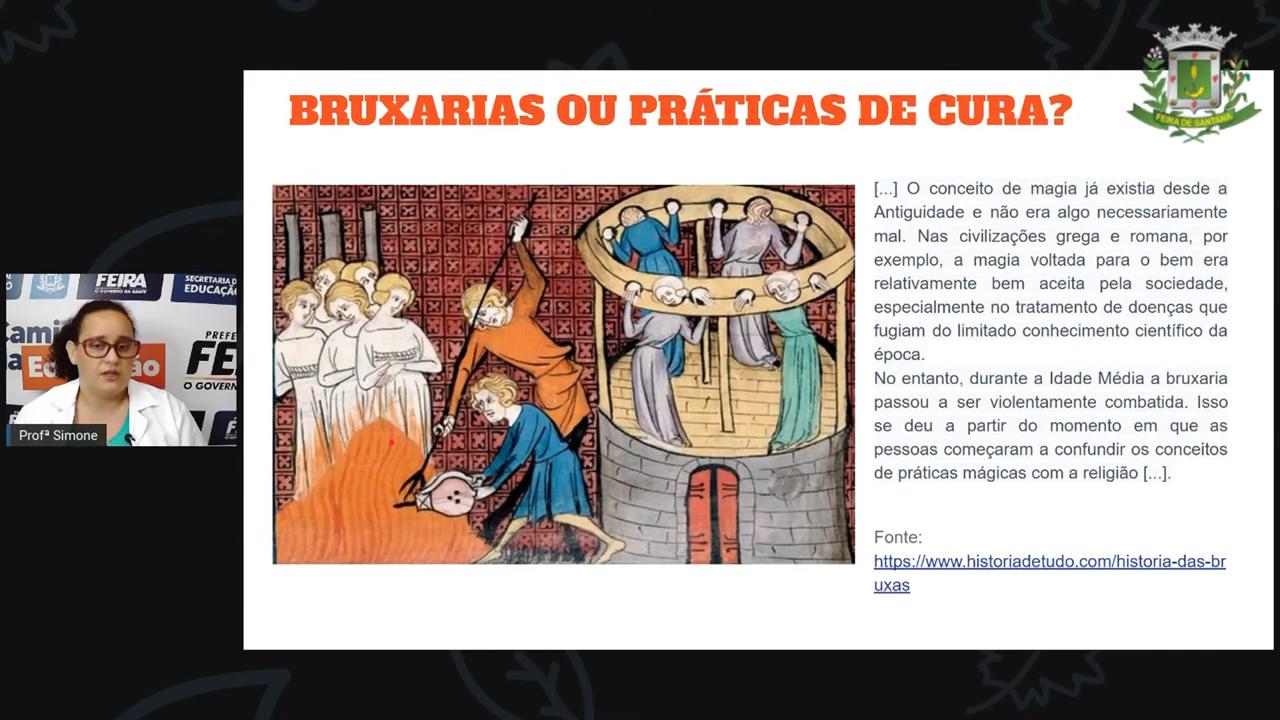 BRUXARIAS OU PRÁTICAS DE CURA?
FEIRA DE SANTANA
[...] O conceito de magia já existia desde a
Antiguidade e não era algo necessariamente
mal. Nas civilizações grega e romana, por
exemplo, a magia voltada para o bem era
relativamente bem aceita pela sociedade,
especialmente no tratamento de doenças que
fugiam do limitado conhecimento científico da
época.
No entanto, durante a Idade Média a bruxaria
passou a ser violentamente combatida. Isso
se deu a partir do momento em que as
pessoas começaram a confundir os conceitos
de práticas mágicas com a religião [...].
Fonte:
https://www.historiadetudo.com/historia-das-br
uxas
FEIRA
SECRETARIA D
EDUCAÇÃO
PREFE
FE
O GOVERN
Profª Simone